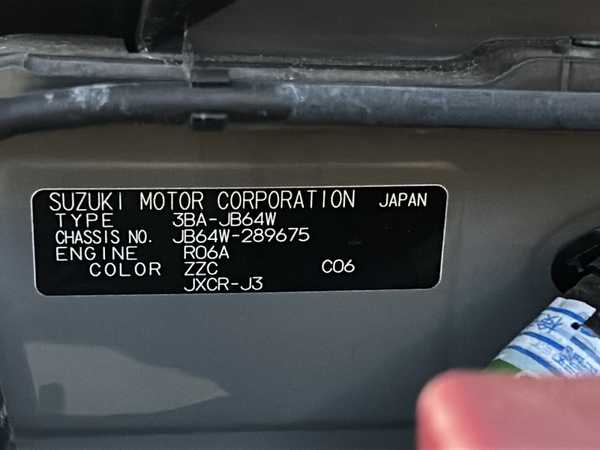 SUZUKI MOTOR CORPORATION JAPAN
TYPE 3BA-JB64W
CHASSIS NO. JB64W-289675
ENGINE R06A
COLOR ZZC C06
JXCR-J3